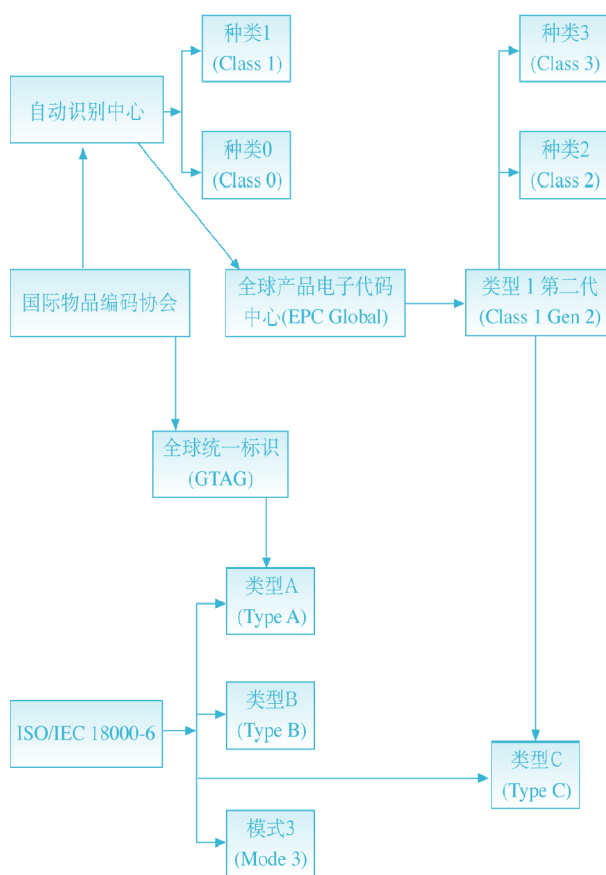 种类1
(Class 1)
种类3
(Class 3)
自动识别中心
种类0
(Class 0)
种类2
(Class 2)
国际物品编码协会
全球产品电子代码
中心(EPC Global)
类型 1 第二代
(Class 1 Gen 2)
全球统一标识
(GTAG)
类型A
(Type A)
类型B
(Type B)
ISO/IEC 18000-6
类型C
(Type C)
模式3
(Mode 3)